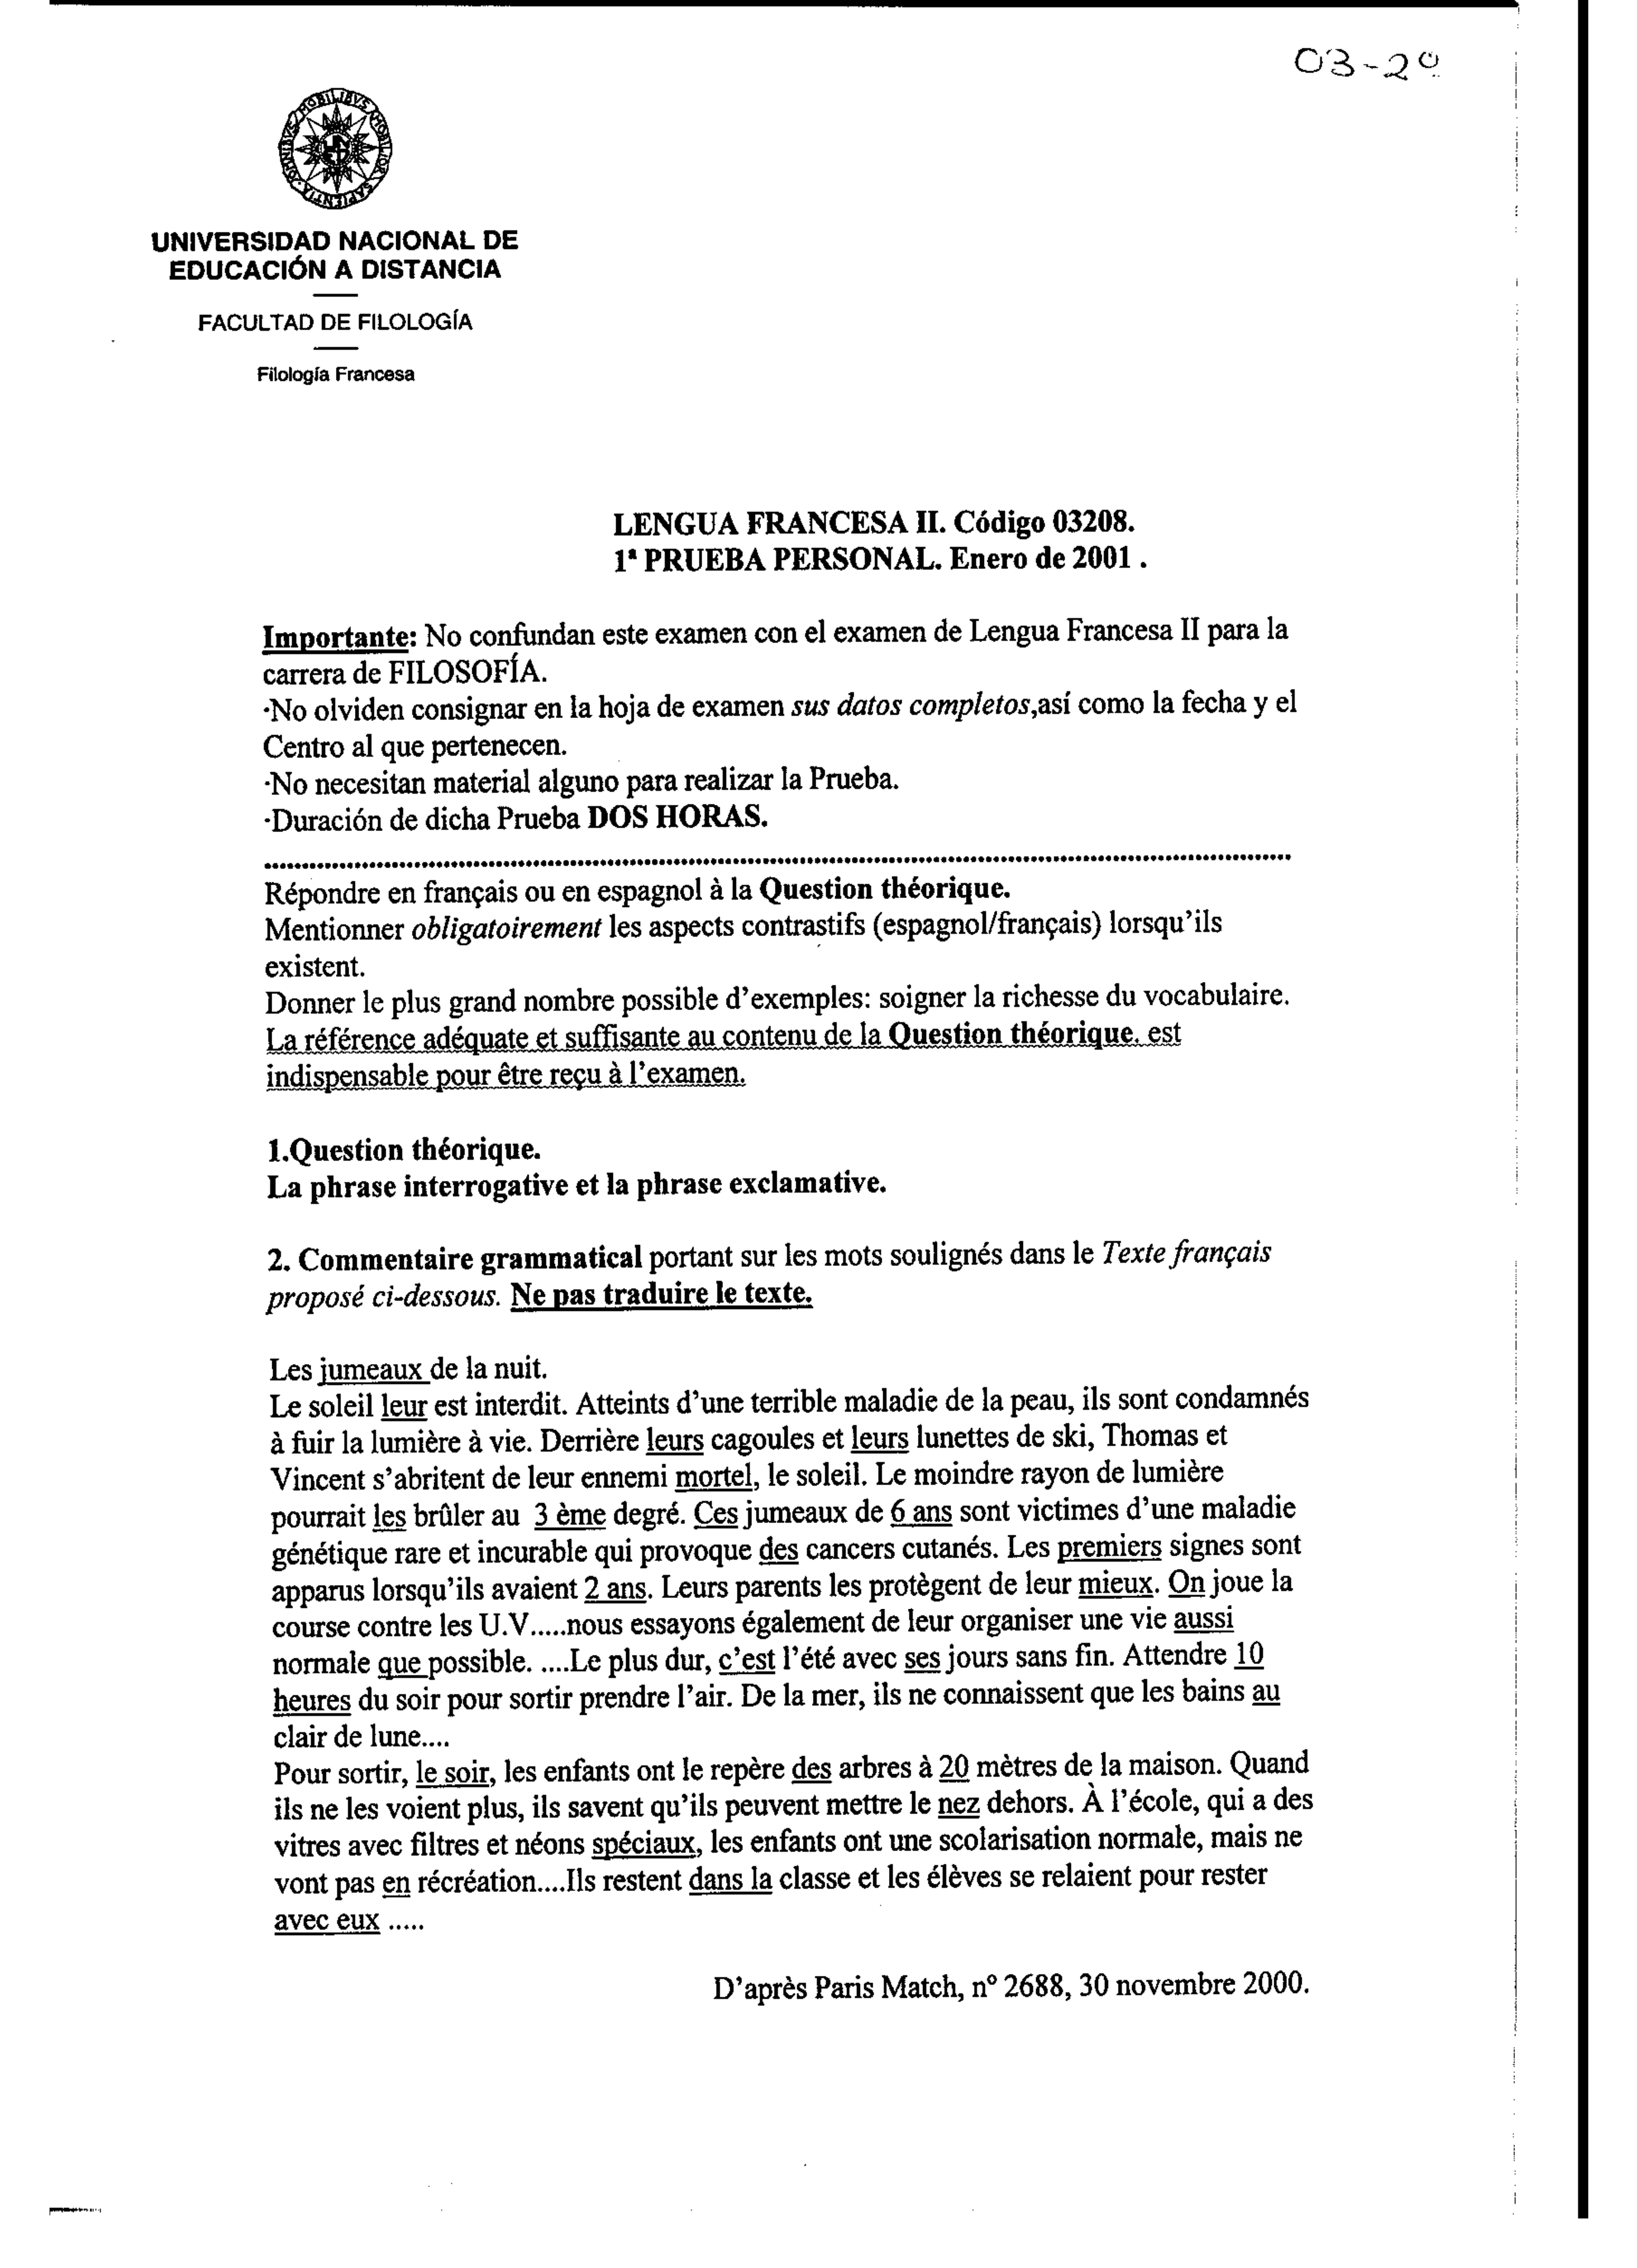 03-2º
OMNIBVS MOBILIBVS MOBILIOR SAPIENTIA
UNED
UNIVERSIDAD NACIONAL DE
EDUCACIÓN A DISTANCIA
FACULTAD DE FILOLOGÍA
Filología Francesa
LENGUA FRANCESA II. Código 03208.
1ª PRUEBA PERSONAL. Enero de 2001 .
Importante: No confundan este examen con el examen de Lengua Francesa II para la
carrera de FILOSOFÍA.
·No olviden consignar en la hoja de examen sus datos completos,así como la fecha y el
Centro al que pertenecen.
·No necesitan material alguno para realizar la Prueba.
·Duración de dicha Prueba DOS HORAS.
Répondre en français ou en espagnol à la Question théorique.
Mentionner obligatoirement les aspects contrastifs (espagnol/français) lorsqu'ils
existent.
Donner le plus grand nombre possible d'exemples: soigner la richesse du vocabulaire.
La référence adéquate et suffisante au contenu de la Question théorique, est
indispensable pour être reçu à l'examen.
1.Question théorique.
La phrase interrogative et la phrase exclamative.
2. Commentaire grammatical portant sur les mots soulignés dans le Texte français
proposé ci-dessous. Ne pas traduire le texte.
Les jumeaux de la nuit.
Le soleil leur est interdit. Atteints d'une terrible maladie de la peau, ils sont condamnés
à fuir la lumière à vie. Derrière leurs cagoules et leurs lunettes de ski, Thomas et
Vincent s'abritent de leur ennemi mortel, le soleil. Le moindre rayon de lumière
pourrait les brûler au 3 ème degré. Ces jumeaux de 6 ans sont victimes d'une maladie
génétique rare et incurable qui provoque des cancers cutanés. Les premiers signes sont
apparus lorsqu'ils avaient 2 ans. Leurs parents les protègent de leur mieux. On joue la
course contre les U.V.....nous essayons également de leur organiser une vie aussi
normale que possible. ....Le plus dur, c'est l'été avec ses jours sans fin. Attendre 10
heures du soir pour sortir prendre l'air. De la mer, ils ne connaissent que les bains au
clair de lune....
Pour sortir, le soir, les enfants ont le repère des arbres à 20 mètres de la maison. Quand
ils ne les voient plus, ils savent qu'ils peuvent mettre le nez dehors. À l'école, qui a des
vitres avec filtres et néons spéciaux, les enfants ont une scolarisation normale, mais ne
vont pas en récréation....Ils restent dans la classe et les élèves se relaient pour rester
avec eux .....
D'après Paris Match, nº 2688, 30 novembre 2000.